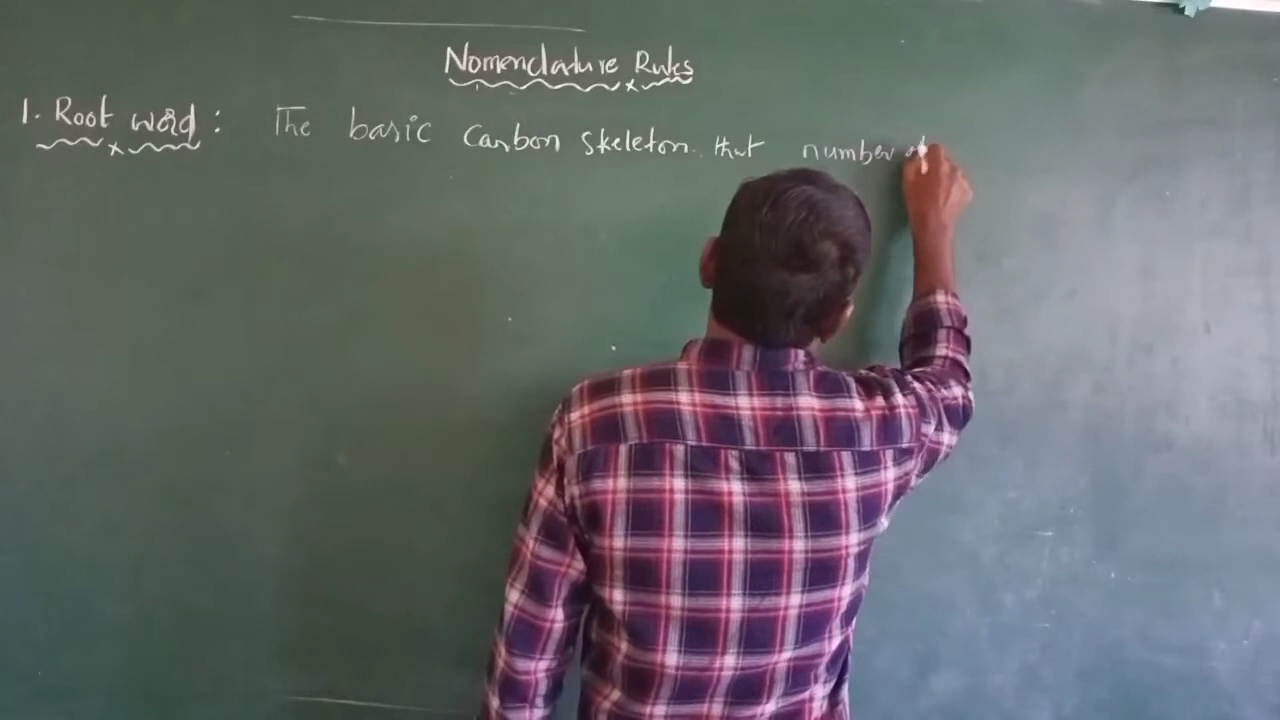 Nomenclature Rules
1. Root word: The basic Carbon skeleton. that number of